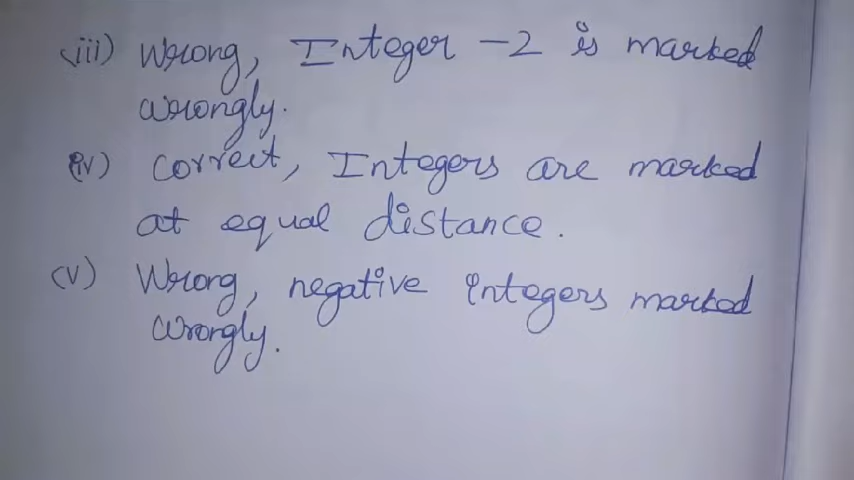 (iii) Wrong, Integer -2 is marked
wrongly.
(iv) correct, Integers are marked
at equal distance.
(v) Wrong, negative integers marked
wrongly.